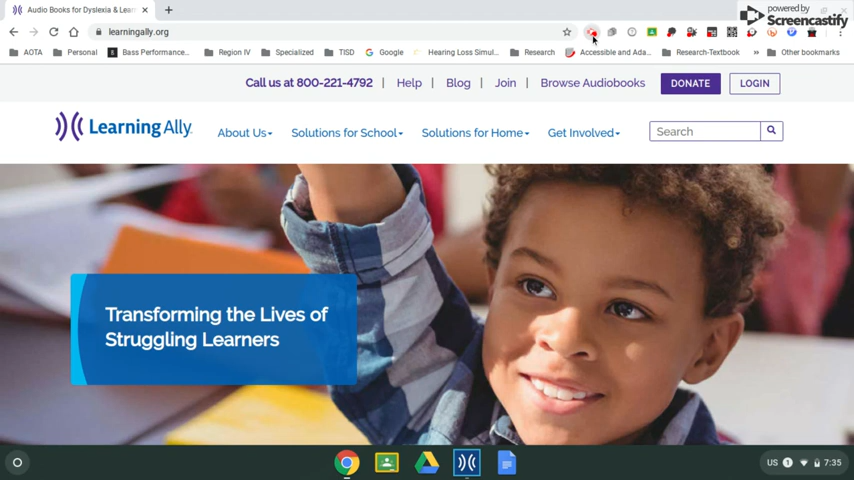 Audio Books for Dyslexia & Learn
powered by
Screencastify
learningally.org
AOTA
Personal
Bass Performance...
Region IV
Specialized
TISD
Google
Hearing Loss Simul...
Research
Accessible and Ada...
Research-Textbook
»
Other bookmarks
Call us at 800-221-4792 | Help | Blog | Join | Browse Audiobooks
DONATE
LOGIN
Learning Ally
About Us
Solutions for School
Solutions for Home
Get Involved
Search
Transforming the Lives of
Struggling Learners
US
1
7:35